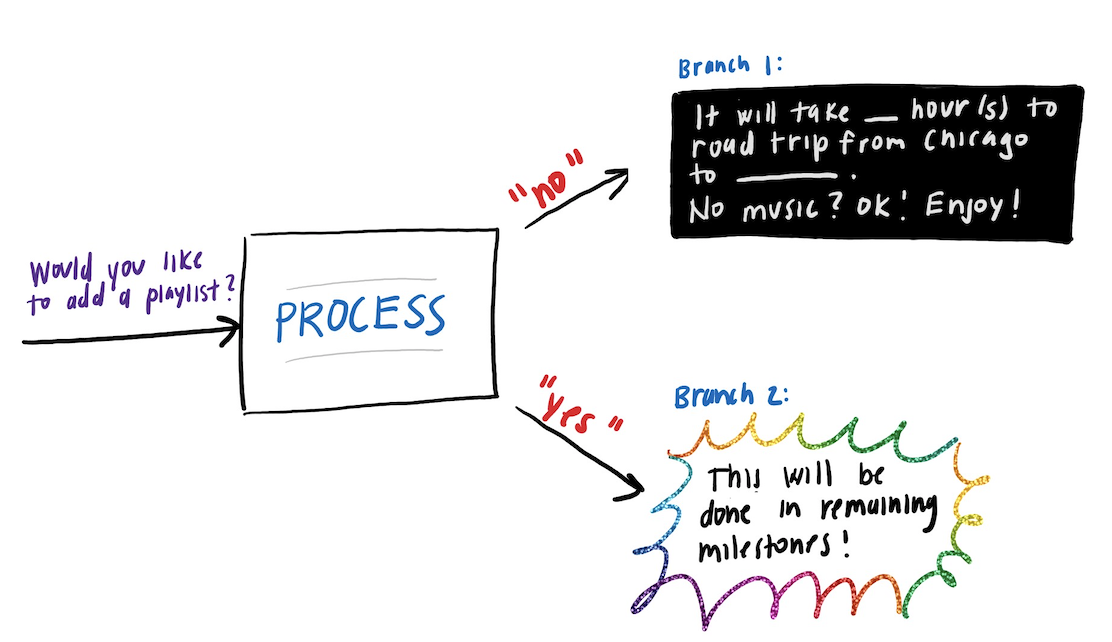 Would you like
to add a playlist?
PROCESS
"no"
"yes"
Branch 1:
It will take __ hour(s) to
road trip from Chicago
to ______.
No music? OK! Enjoy!
Branch 2:
This will be
done in remaining
milestones!